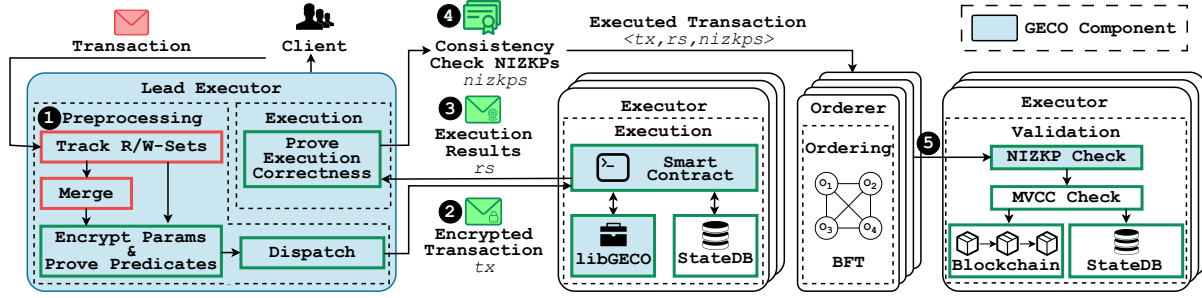 Transaction
Client
Lead Executor
1
Preprocessing
Track R/W-Sets
Merge
Encrypt Params
&
Prove Predicates
Execution
Prove
Execution
Correctness
Dispatch
4
Consistency
Check NIZKPs
nizkps
3
Execution
Results
rs
2
Encrypted
Transaction
tx
Executed Transaction
<tx,rs,nizkps>
Executor
Execution
Smart
Contract
libGECO
StateDB
Orderer
Ordering
O1
O2
O3
O4
BFT
GECO Component
5
Executor
Validation
NIZKP Check
MVCC Check
Blockchain
StateDB